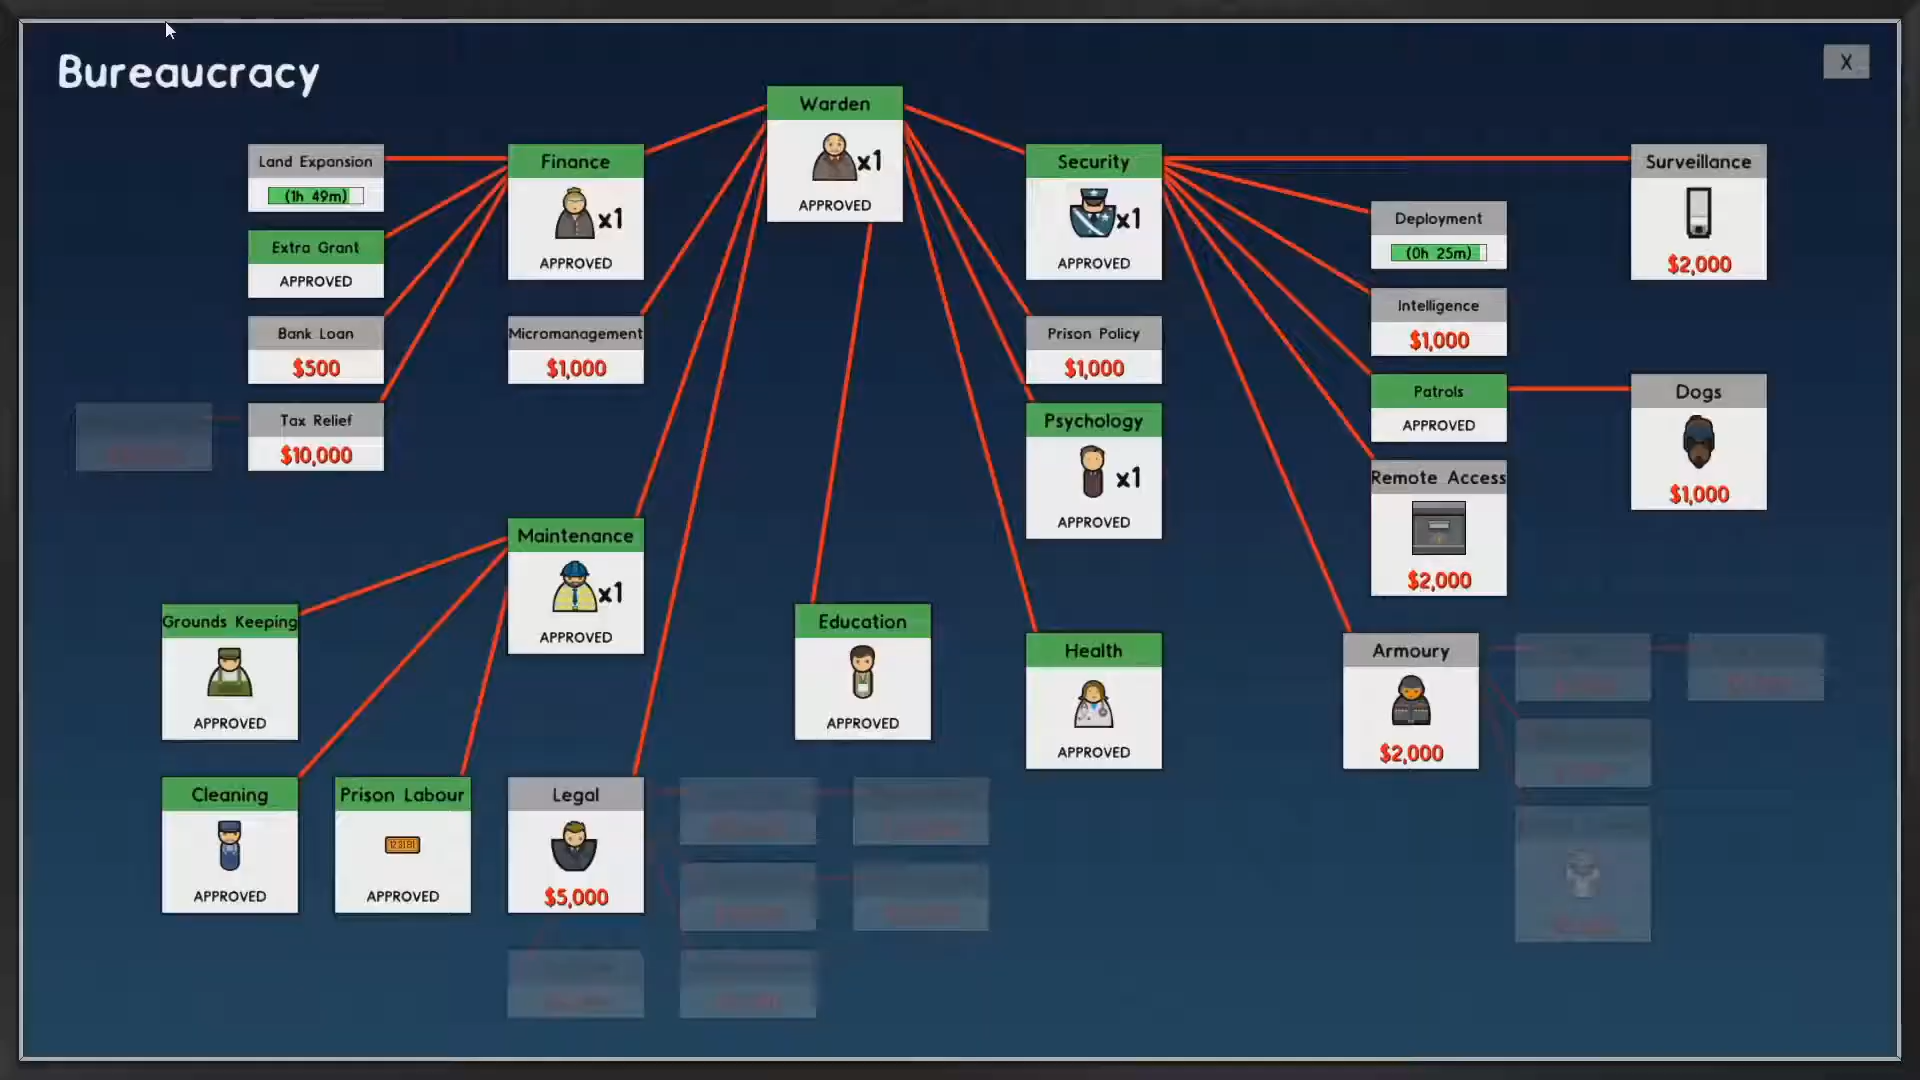 Bureaucracy
X
Warden
x1
APPROVED
Land Expansion
(1h 49m)
Finance
x1
APPROVED
Security
x1
APPROVED
Surveillance
$2,000
Deployment
(0h 25m)
Extra Grant
APPROVED
Intelligence
$1,000
Bank Loan
$500
Micromanagement
$1,000
Prison Policy
$1,000
Patrols
APPROVED
Dogs
$1,000
Tax Relief
$10,000
Psychology
x1
APPROVED
Remote Access
$2,000
Maintenance
x1
APPROVED
Grounds Keeping
APPROVED
Education
APPROVED
Health
APPROVED
Armoury
$2,000
Cleaning
APPROVED
Prison Labour
APPROVED
Legal
$5,000